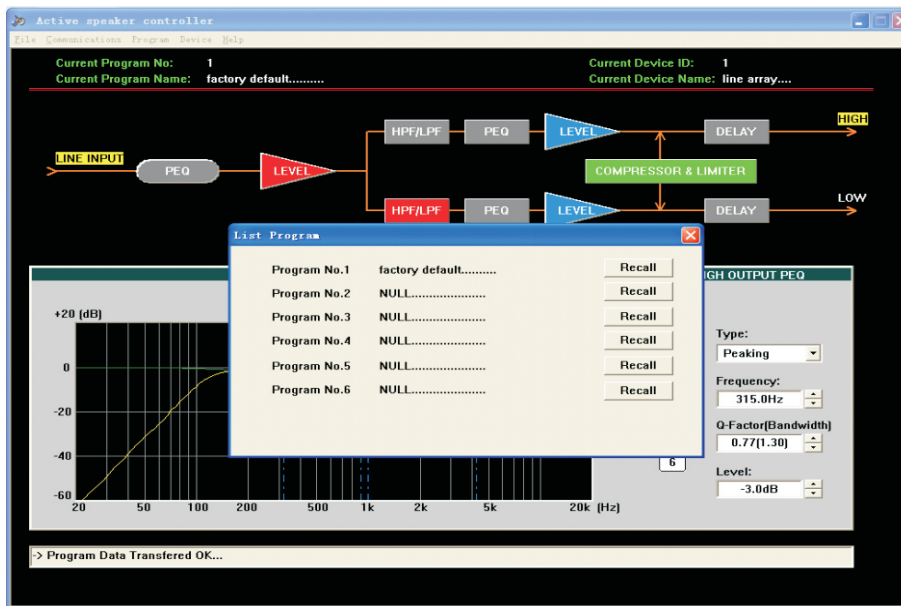 Active speaker controller
File Communications Program Device Help
Current Program No: 1
Current Device ID: 1
Current Program Name: factory default..........
Current Device Name: line array....
HIGH
HPF/LPF PEQ LEVEL DELAY
LINE INPUT
PEQ LEVEL COMPRESSOR & LIMITER
LOW
HPF/LPF PEQ LEVEL DELAY
List Program
Program No.1 factory default.......... Recall
Program No.2 NULL..................... Recall
Program No.3 NULL..................... Recall
Program No.4 NULL..................... Recall
Program No.5 NULL..................... Recall
Program No.6 NULL..................... Recall
GH OUTPUT PEQ
+20 (dB)
0
-20
-40
-60
20 50 100 200 500 1k 2k 5k 20k (Hz)
Type:
Peaking
Frequency:
315.0Hz
Q-Factor(Bandwidth)
0.77(1.30)
6
Level:
-3.0dB
-> Program Data Transfered OK...